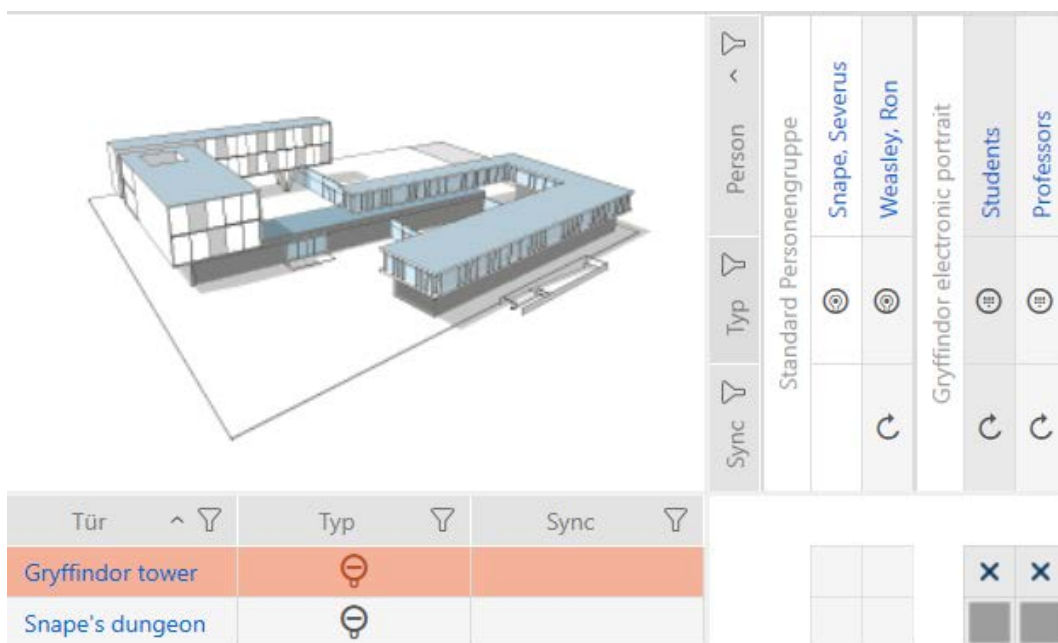 Person
Typ
Sync
Standard Personengruppe
Snape, Severus
Weasley, Ron
Gryffindor electronic portrait
Students
Professors
Tür Typ Sync
Gryffindor tower
Snape's dungeon